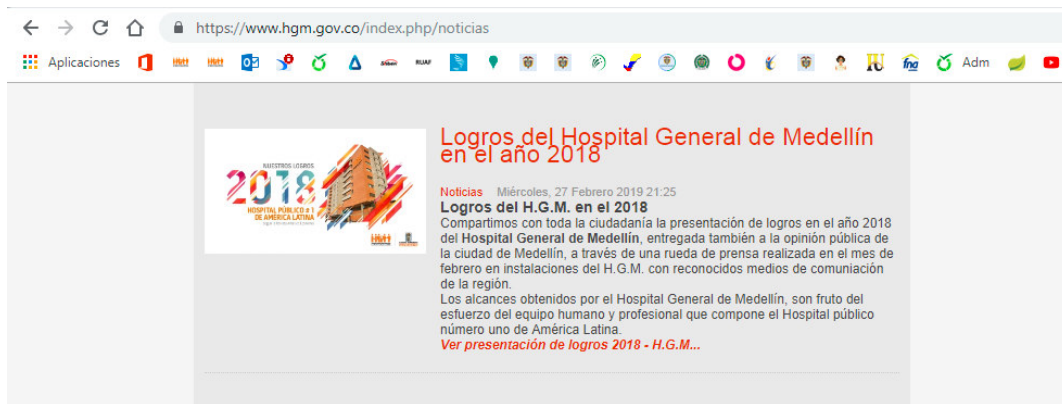 https://www.hgm.gov.co/index.php/noticias
Aplicaciones
RUAF
Adm
NUESTROS LOGROS
2018
HOSPITAL PÚBLICO # 1
DE AMÉRICA LATINA
Logros del Hospital General de Medellín
en el año 2018
Noticias Miércoles, 27 Febrero 2019 21:25
Logros del H.G.M. en el 2018
Compartimos con toda la ciudadanía la presentación de logros en el año 2018
del Hospital General de Medellín, entregada también a la opinión pública de
la ciudad de Medellín, a través de una rueda de prensa realizada en el mes de
febrero en instalaciones del H.G.M. con reconocidos medios de comuniación
de la región.
Los alcances obtenidos por el Hospital General de Medellín, son fruto del
esfuerzo del equipo humano y profesional que compone el Hospital público
número uno de América Latina.
Ver presentación de logros 2018 - H.G.M...